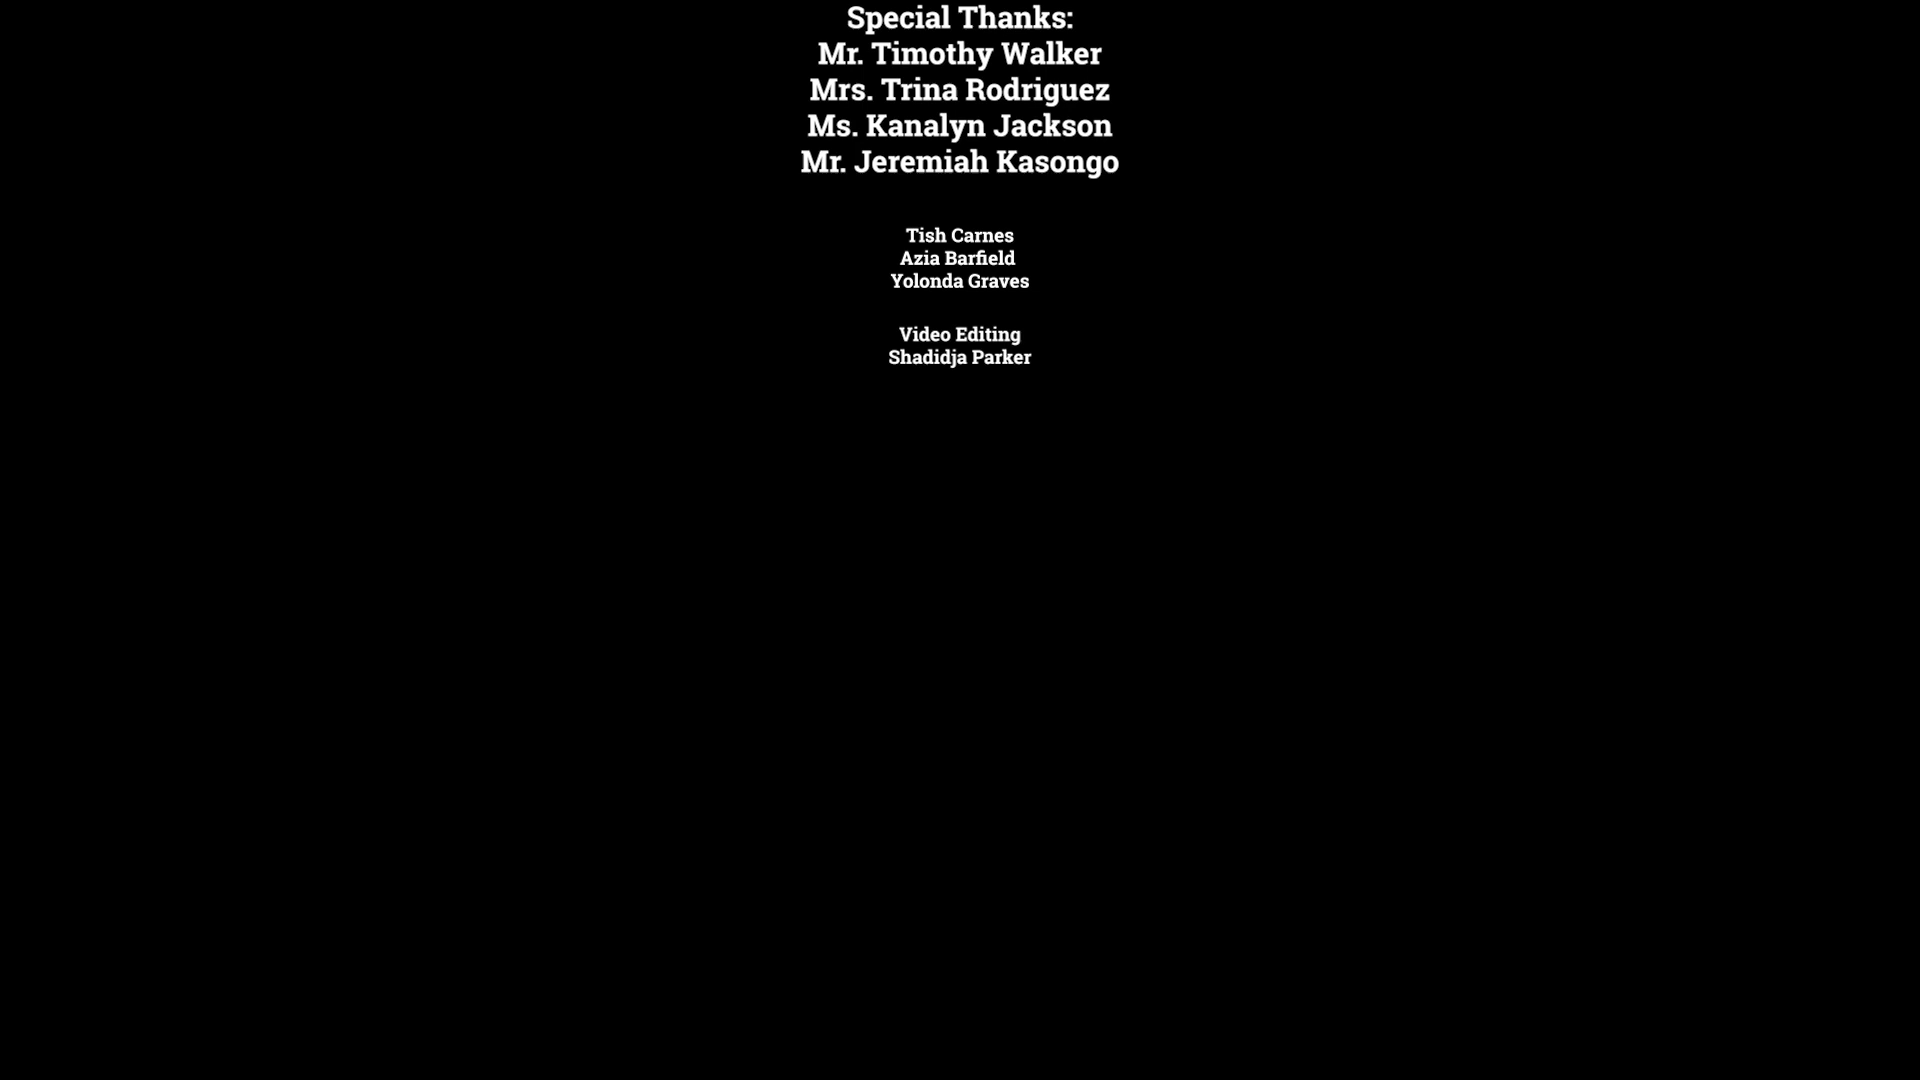 Special Thanks:
Mr. Timothy Walker
Mrs. Trina Rodriguez
Ms. Kanalyn Jackson
Mr. Jeremiah Kasongo
Tish Carnes
Azia Barfield
Yolonda Graves
Video Editing
Shadidja Parker